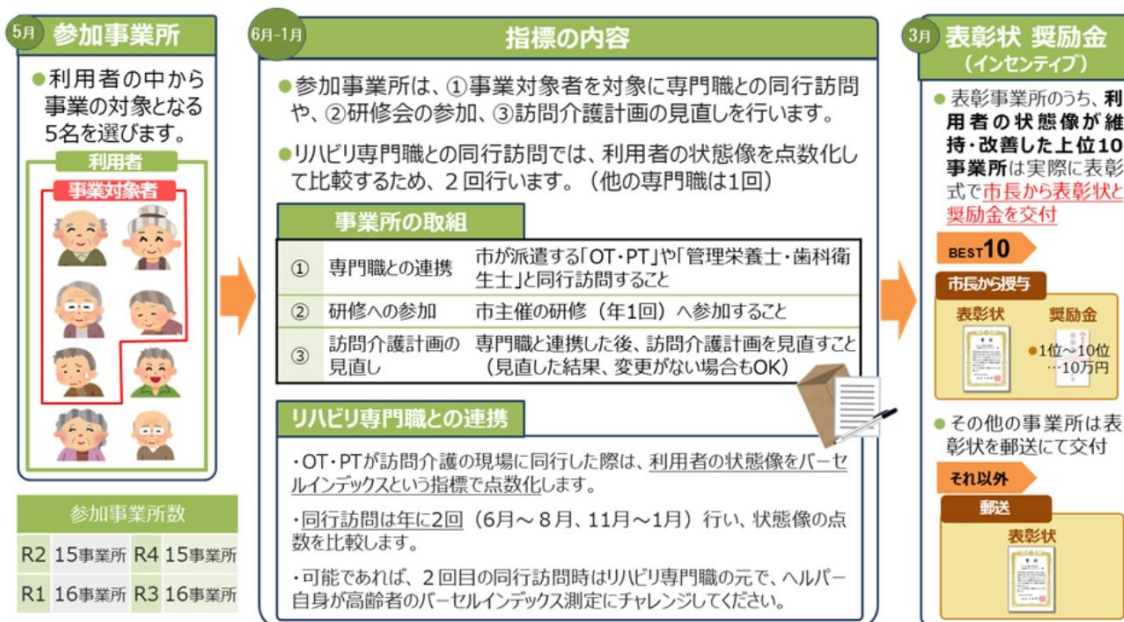 5月
参加事業所
●利用者の中から
事業の対象となる
5名を選びます。
利用者
事業対象者
参加事業所数
R2 15事業所 R4 15事業所
R1 16事業所 R3 16事業所
6月-1月
指標の内容
●参加事業所は、①事業対象者を対象に専門職との同行訪問
や、②研修会の参加、③訪問介護計画の見直しを行います。
●リハビリ専門職との同行訪問では、利用者の状態像を点数化し
て比較するため、2回行います。（他の専門職は1回）
事業所の取組
① 専門職との連携 市が派遣する「OT・PT」や「管理栄養士・歯科衛
生士」と同行訪問すること
② 研修への参加 市主催の研修（年1回）へ参加すること
③ 訪問介護計画の 専門職と連携した後、訪問介護計画を見直すこと
見直し （見直した結果、変更がない場合もOK）
リハビリ専門職との連携
・OT・PTが訪問介護の現場に同行した際は、利用者の状態像をバーセ
ルインデックスという指標で点数化します。
・同行訪問は年に2回（6月～8月、11月～1月）行い、状態像の点
数を比較します。
・可能であれば、2回目の同行訪問時はリハビリ専門職の元で、ヘルパー
自身が高齢者のバーセルインデックス測定にチャレンジしてください。
3月
表彰状 奨励金
（インセンティブ）
●表彰事業所のうち、利
用者の状態像が維
持・改善した上位10
事業所は実際に表彰
式で市長から表彰状と
奨励金を交付
BEST10
市長から授与
表彰状 奨励金
●1位～10位
…10万円
●その他の事業所は表
彰状を郵送にて交付
それ以外
郵送
表彰状